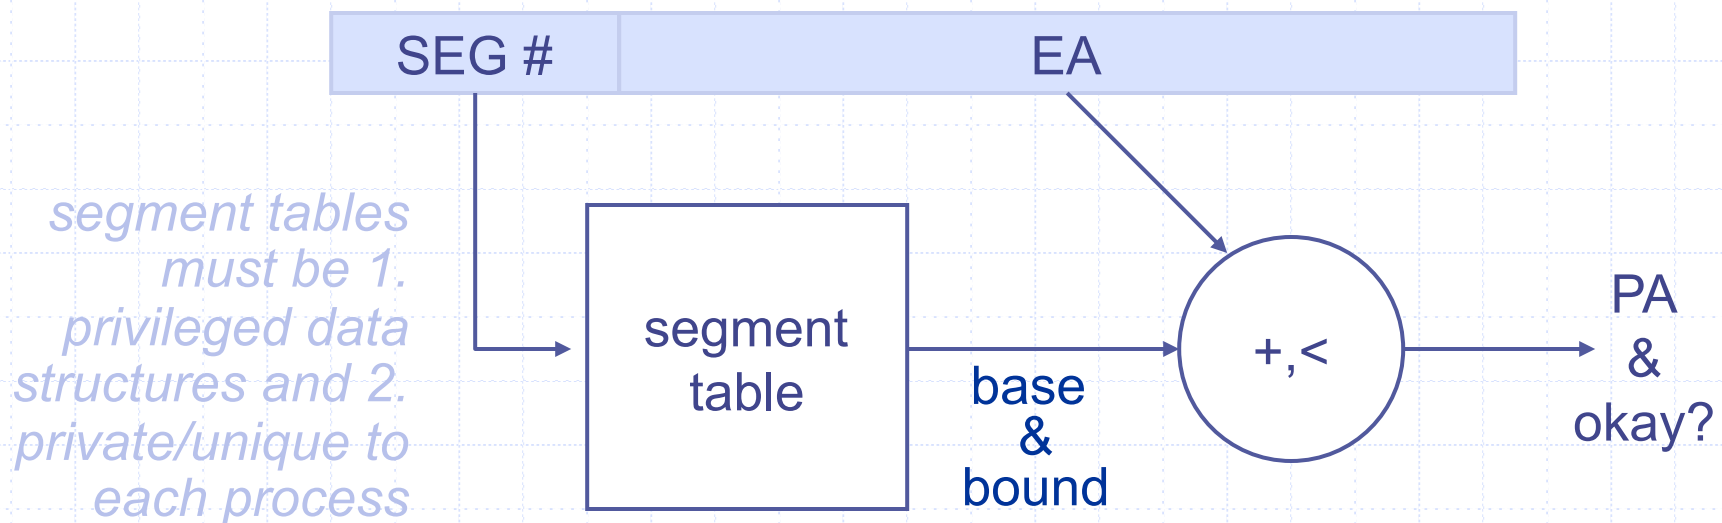 SEG # EA
segment tables
must be 1.
privileged data
structures and 2.
private/unique to
each process
segment
table
base
&
bound
+,<
PA
&
okay?